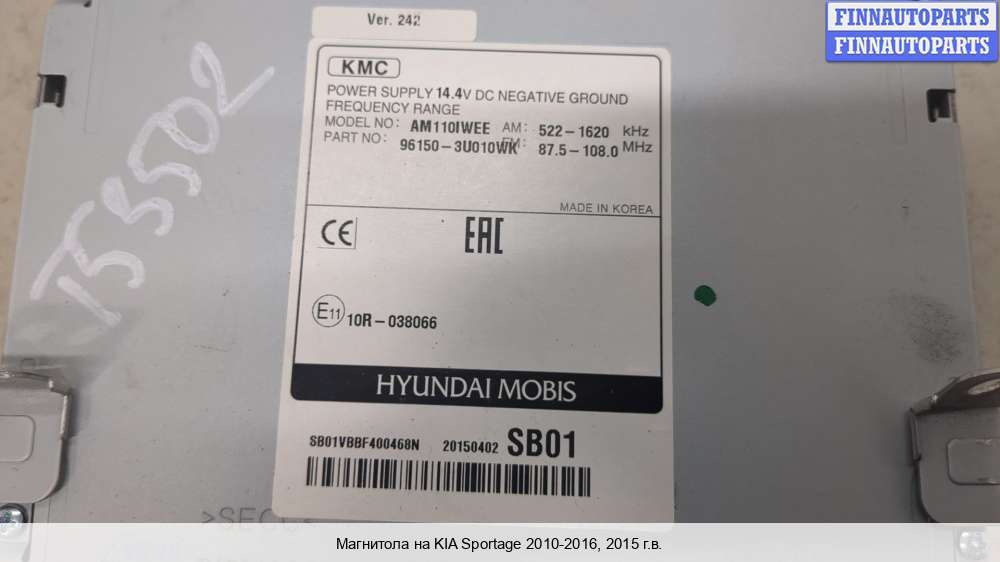 Ver. 242
FINNAUTOPARTS
FINNAUTOPARTS
KMC
POWER SUPPLY 14.4V DC NEGATIVE GROUND
FREQUENCY RANGE
MODEL NO: AM110IWEE AM: 522-1620 kHz
PART NO: 96150-3U010WK FM: 87.5-108.0 MHz
MADE IN KOREA
CE EAC
E11 10R-038066
HYUNDAI MOBIS
SB01VBBF400468N 20150402 SB01
Магнитола на KIA Sportage 2010-2016, 2015 г.в.